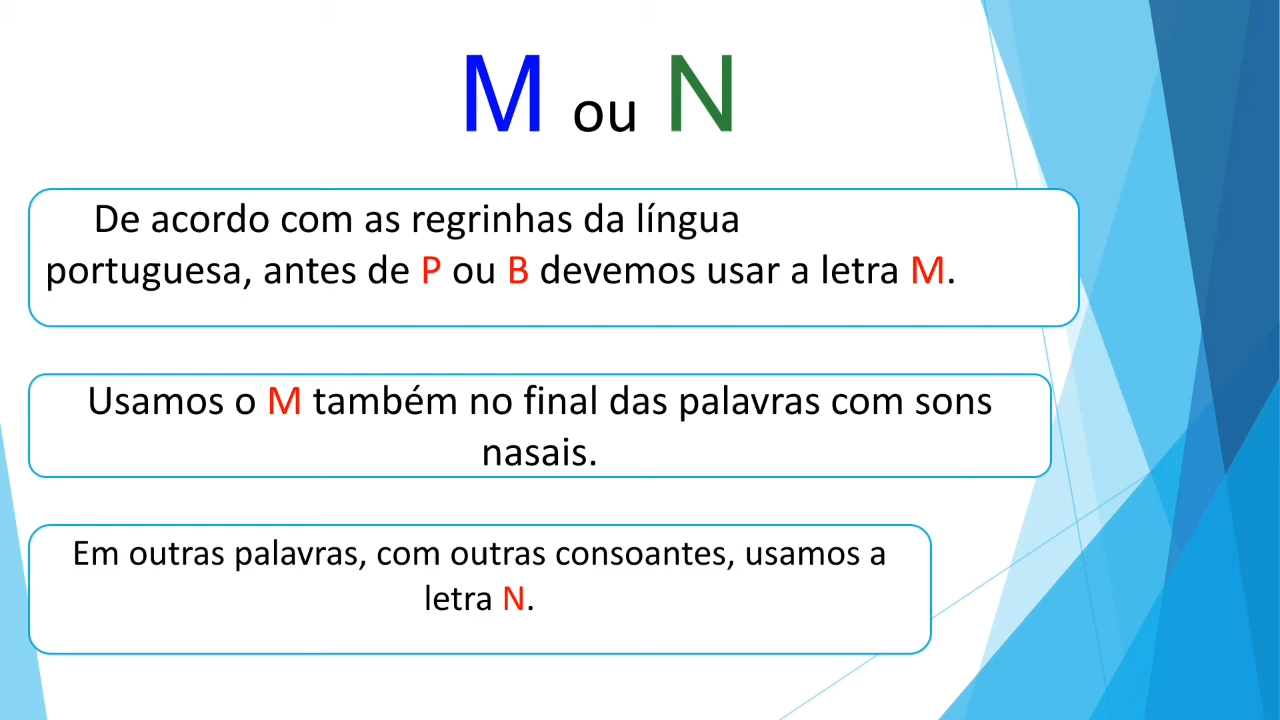 M ou N
De acordo com as regrinhas da língua
portuguesa, antes de P ou B devemos usar a letra M.
Usamos o M também no final das palavras com sons
nasais.
Em outras palavras, com outras consoantes, usamos a
letra N.